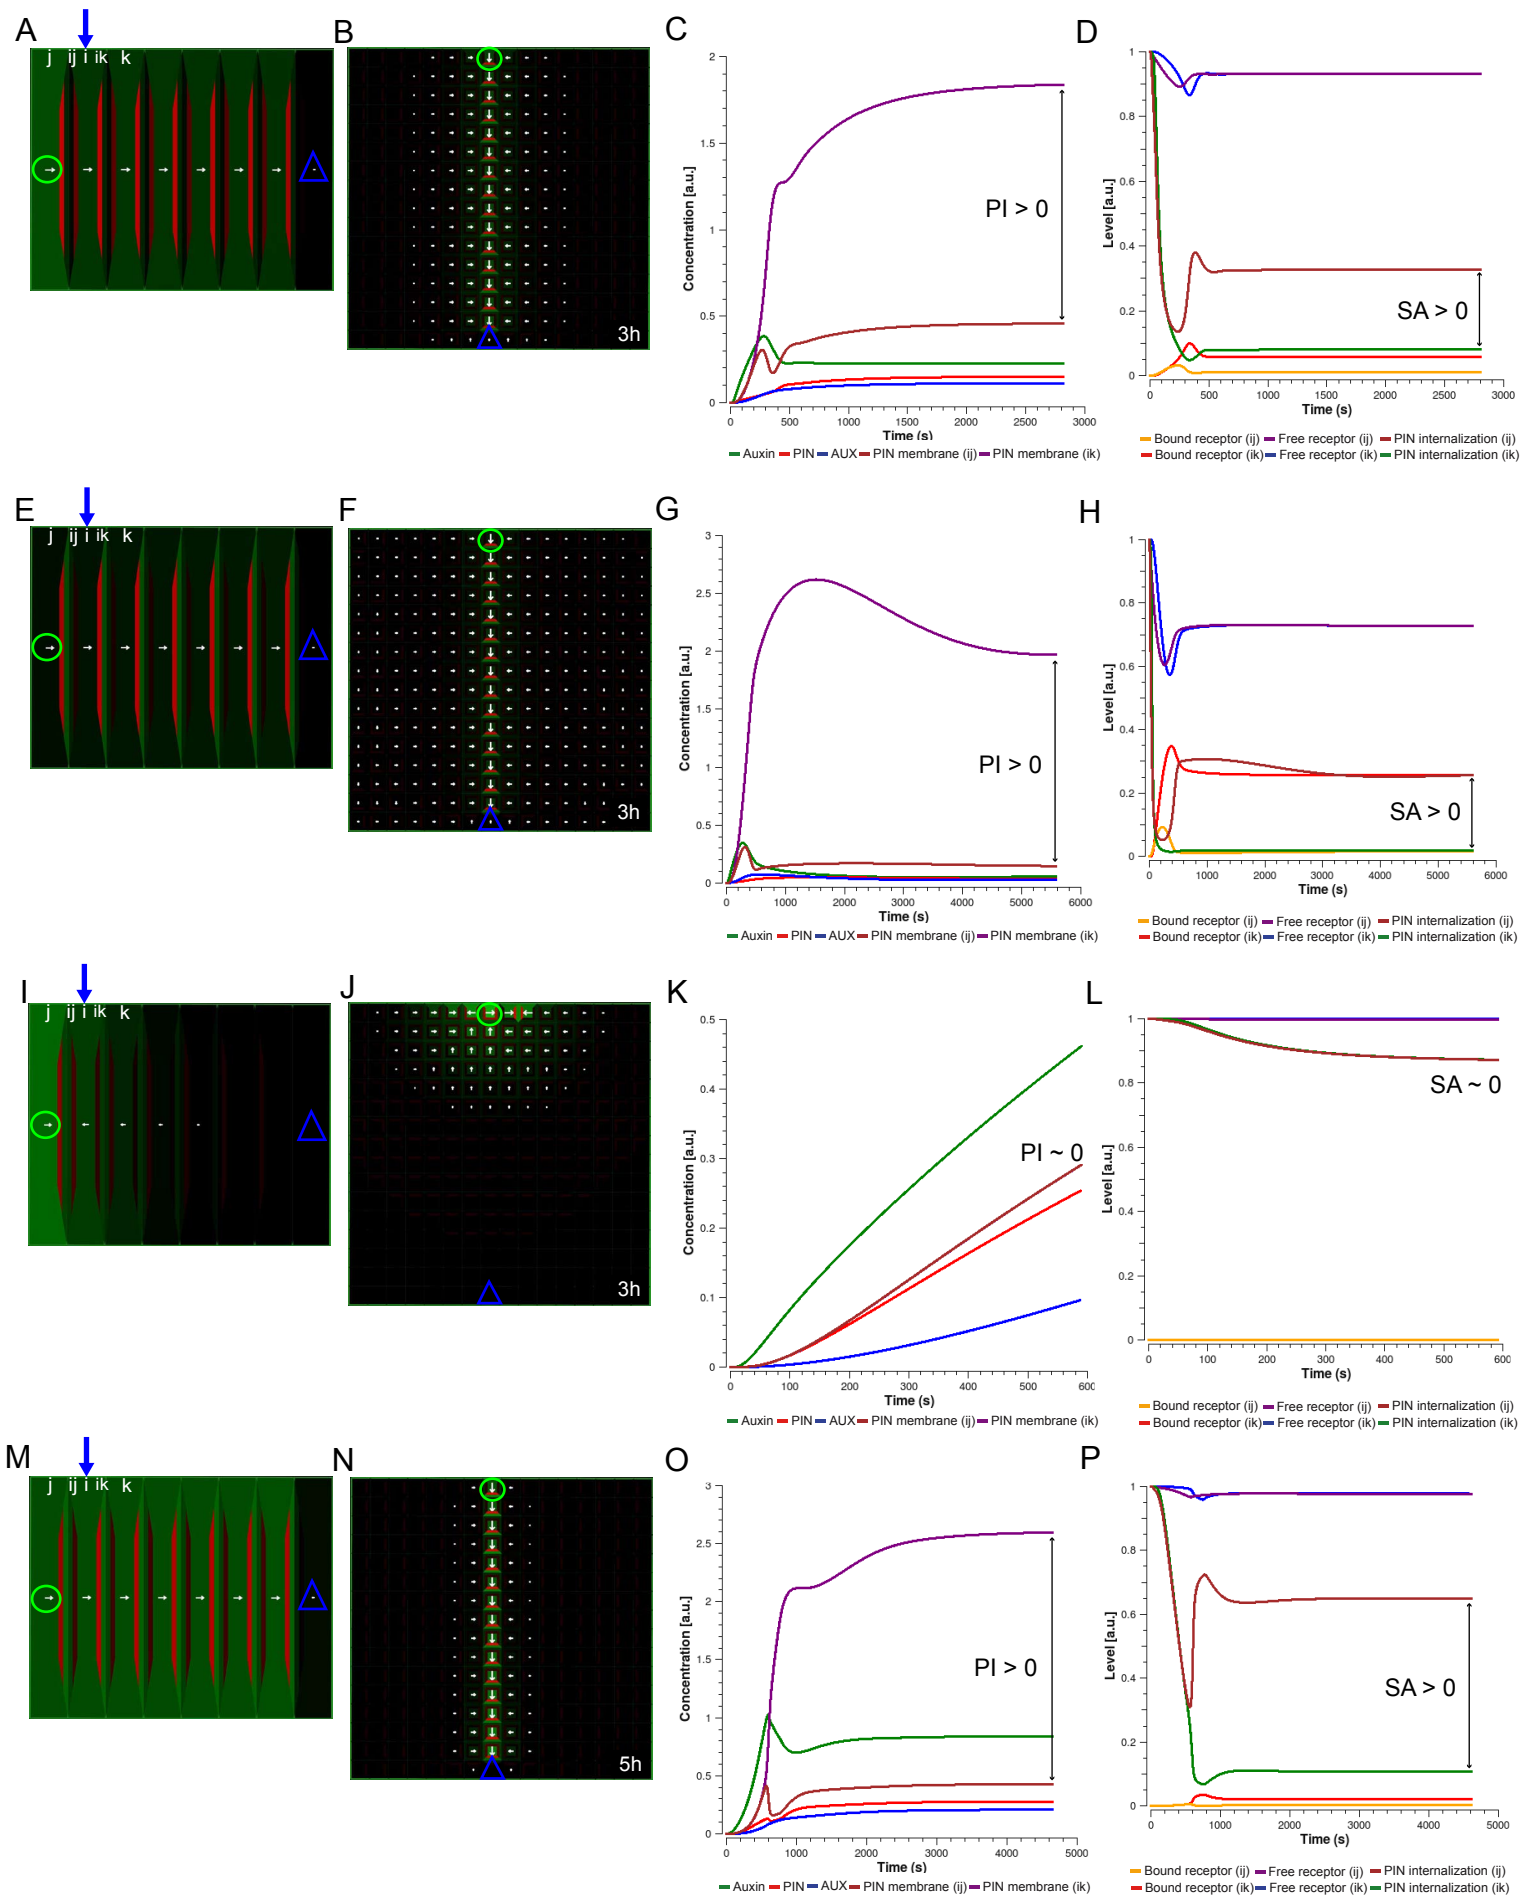 A
j ij i ik k
B
3h
C
2
1.5
1
0.5
0
Concentration [a.u.]
PI > 0
0 500 1000 1500 2000 2500 3000
Time (s)
Auxin PIN AUX PIN membrane (ij) PIN membrane (ik)
D
1
0.8
0.6
0.4
0.2
0
Level [a.u.]
SA > 0
0 500 1000 1500 2000 2500 3000
Time (s)
Bound receptor (ij) Free receptor (ij) PIN internalization (ij)
Bound receptor (ik) Free receptor (ik) PIN internalization (ik)
E
j ij i ik k
F
3h
G
3
2.5
2
1.5
1
0.5
0
Concentration [a.u.]
PI > 0
0 1000 2000 3000 4000 5000 6000
Time (s)
Auxin PIN AUX PIN membrane (ij) PIN membrane (ik)
H
1
0.8
0.6
0.4
0.2
0
Level [a.u.]
SA > 0
0 1000 2000 3000 4000 5000 6000
Time (s)
Bound receptor (ij) Free receptor (ij) PIN internalization (ij)
Bound receptor (ik) Free receptor (ik) PIN internalization (ik)
I
j ij i ik k
J
3h
K
0.5
0.4
0.3
0.2
0.1
0
Concentration [a.u.]
PI ~ 0
0 100 200 300 400 500 600
Time (s)
Auxin PIN AUX PIN membrane (ij) PIN membrane (ik)
L
1
0.8
0.6
0.4
0.2
0
Level [a.u.]
SA ~ 0
0 100 200 300 400 500 600
Time (s)
Bound receptor (ij) Free receptor (ij) PIN internalization (ij)
Bound receptor (ik) Free receptor (ik) PIN internalization (ik)
M
j ij i ik k
N
5h
O
3
2.5
2
1.5
1
0.5
0
Concentration [a.u.]
PI > 0
0 1000 2000 3000 4000 5000
Time (s)
Auxin PIN AUX PIN membrane (ij) PIN membrane (ik)
P
1
0.8
0.6
0.4
0.2
0
Level [a.u.]
SA > 0
0 1000 2000 3000 4000 5000
Time (s)
Bound receptor (ij) Free receptor (ij) PIN internalization (ij)
Bound receptor (ik) Free receptor (ik) PIN internalization (ik)